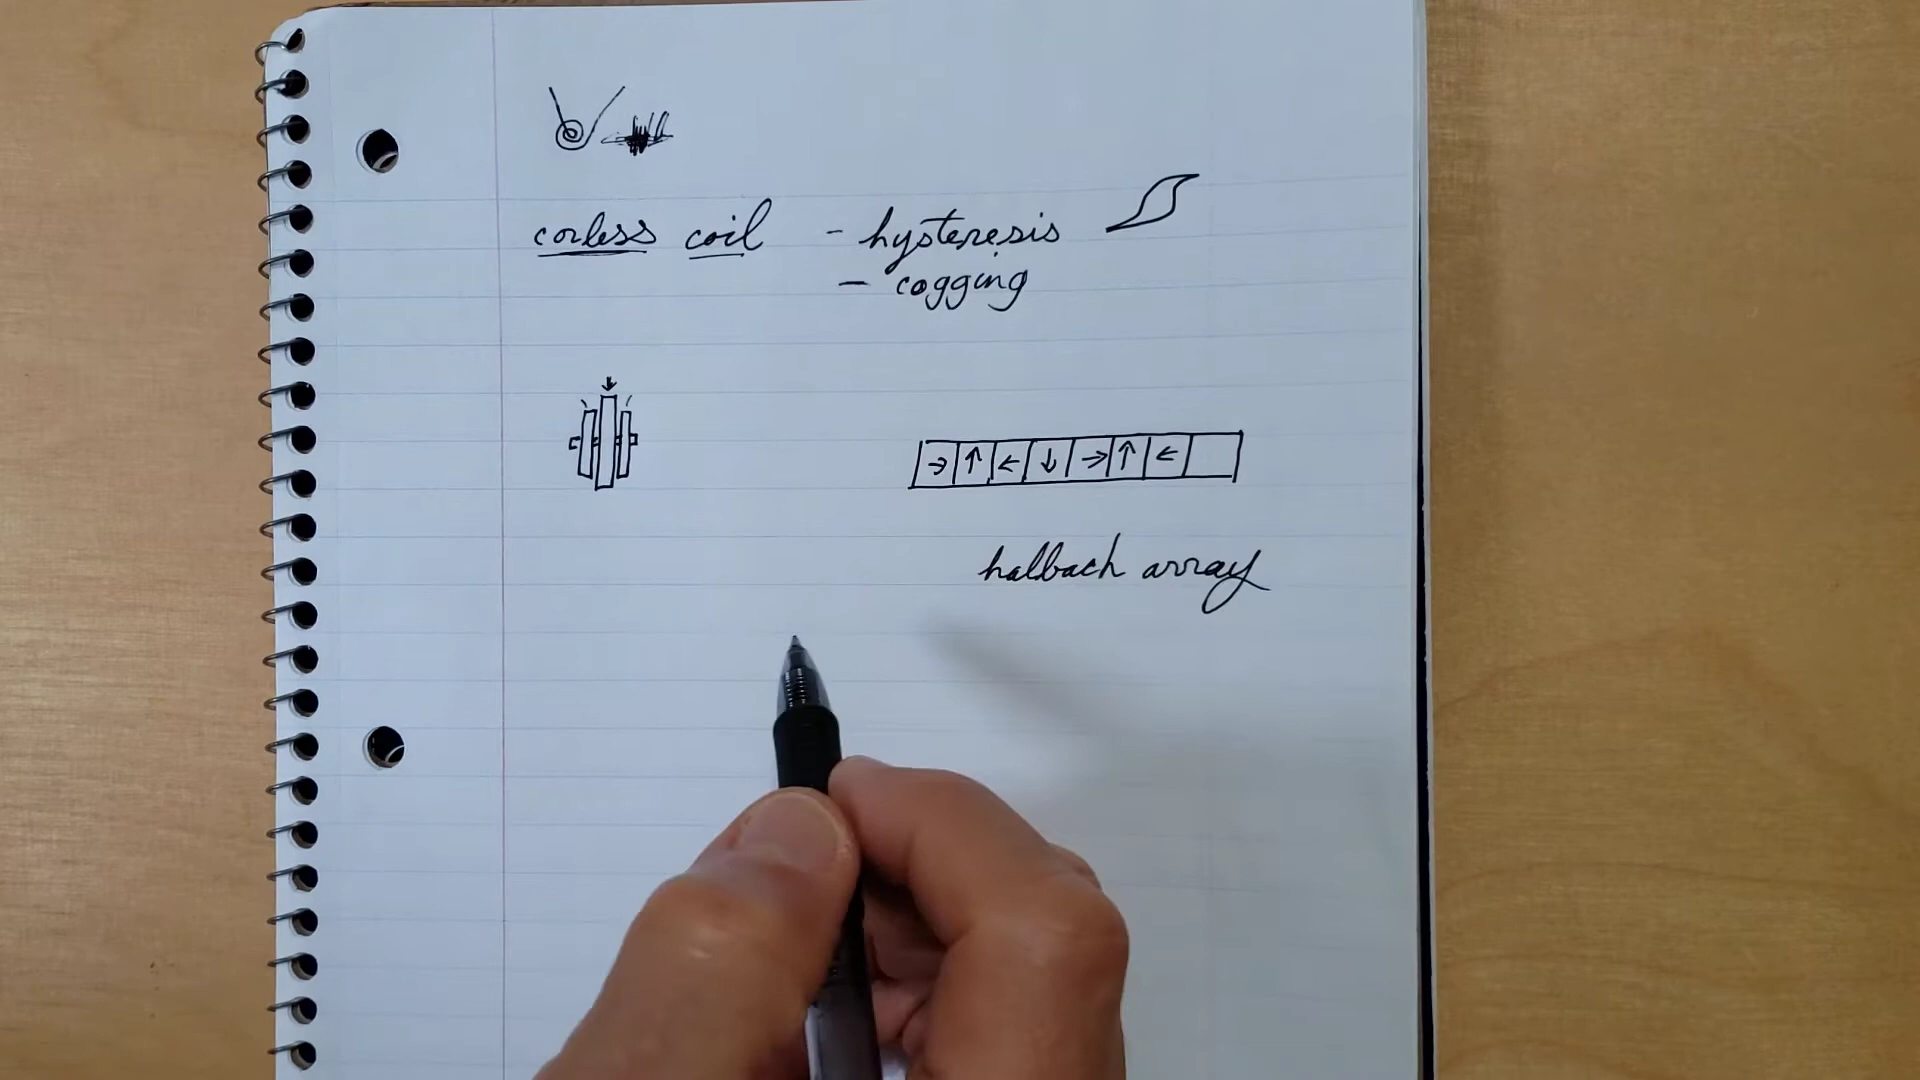 corless coil - hysteresis
- cogging
→ ↑ ← ↓ → ↑ ←
halbach array